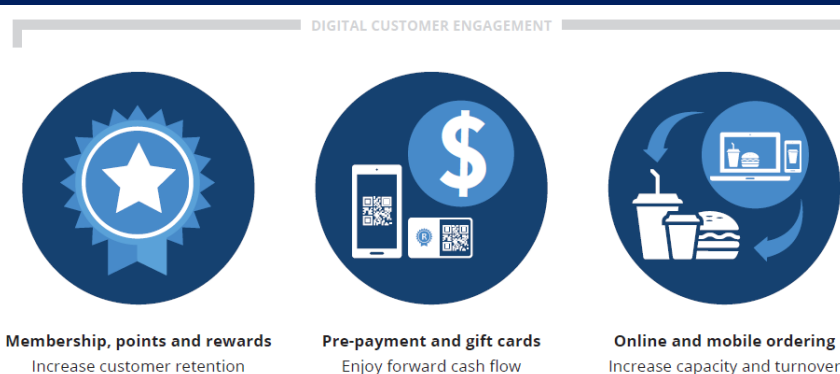 DIGITAL CUSTOMER ENGAGEMENT
$
R
Membership, points and rewards
Increase customer retention
Pre-payment and gift cards
Enjoy forward cash flow
Online and mobile ordering
Increase capacity and turnover